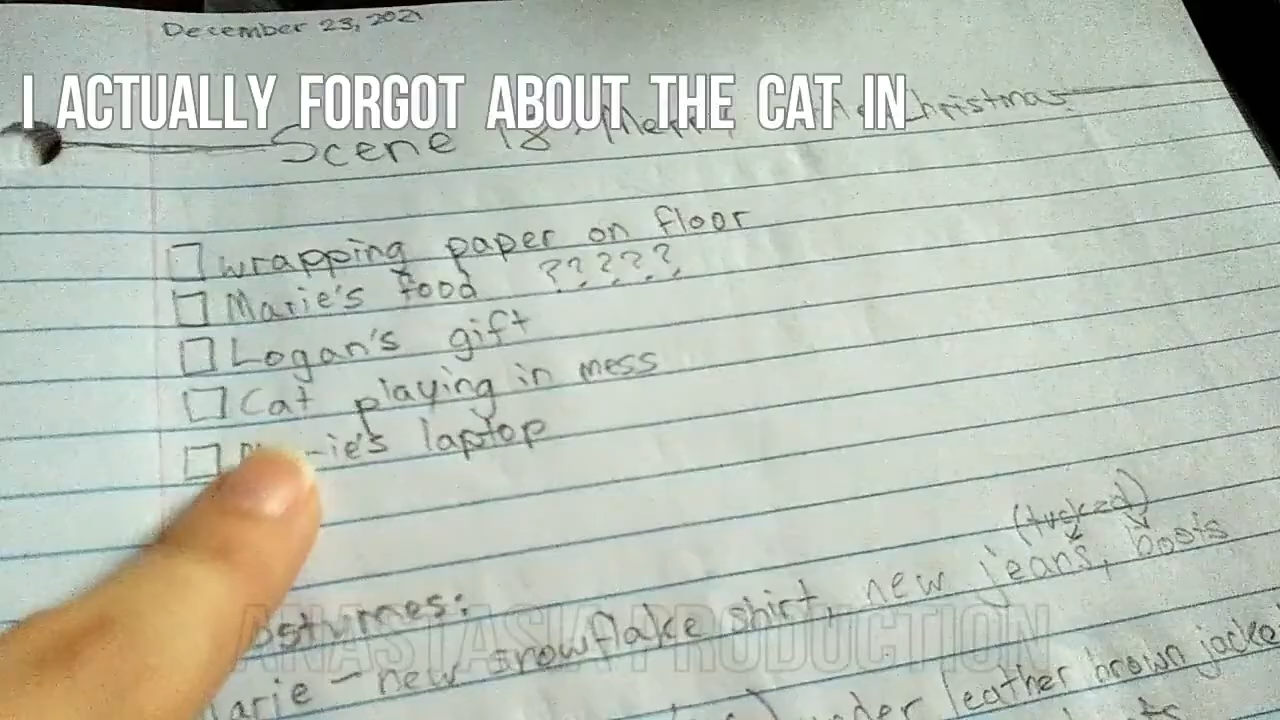 December 23, 2021
I ACTUALLY FORGOT ABOUT THE CAT IN
Scene 18 Christmas
wrapping paper on floor
Marie's food ?????
Logan's gift
Cat playing in mess
laptop
(tucked)
ostumes:
arie - new snowflake shirt, new jeans, boots
ANASTASIA PRODUCTION
leather brown jacke